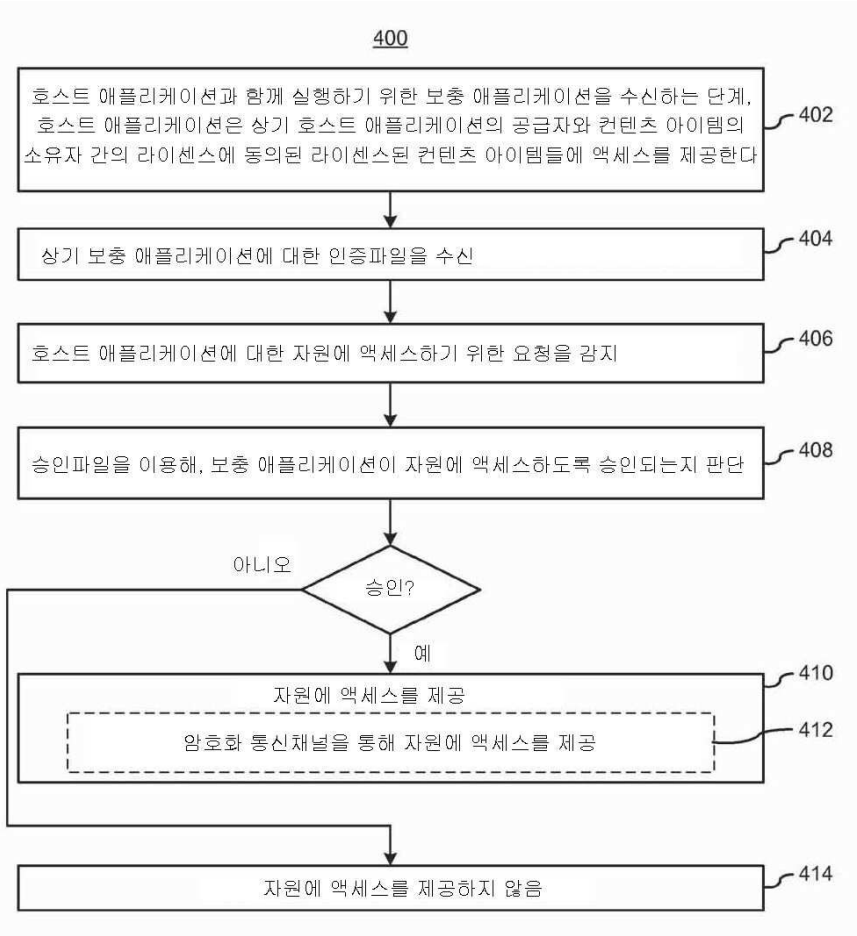 400
호스트 애플리케이션과 함께 실행하기 위한 보충 애플리케이션을 수신하는 단계,
호스트 애플리케이션은 상기 호스트 애플리케이션의 공급자와 컨텐츠 아이템의
소유자 간의 라이센스에 동의된 라이센스된 컨텐츠 아이템들에 액세스를 제공한다
402
상기 보충 애플리케이션에 대한 인증파일을 수신
404
호스트 애플리케이션에 대한 자원에 액세스하기 위한 요청을 감지
406
승인파일을 이용해, 보충 애플리케이션이 자원에 액세스하도록 승인되는지 판단
408
아니오
승인?
예
자원에 액세스를 제공
410
암호화 통신채널을 통해 자원에 액세스를 제공
412
자원에 액세스를 제공하지 않음
414